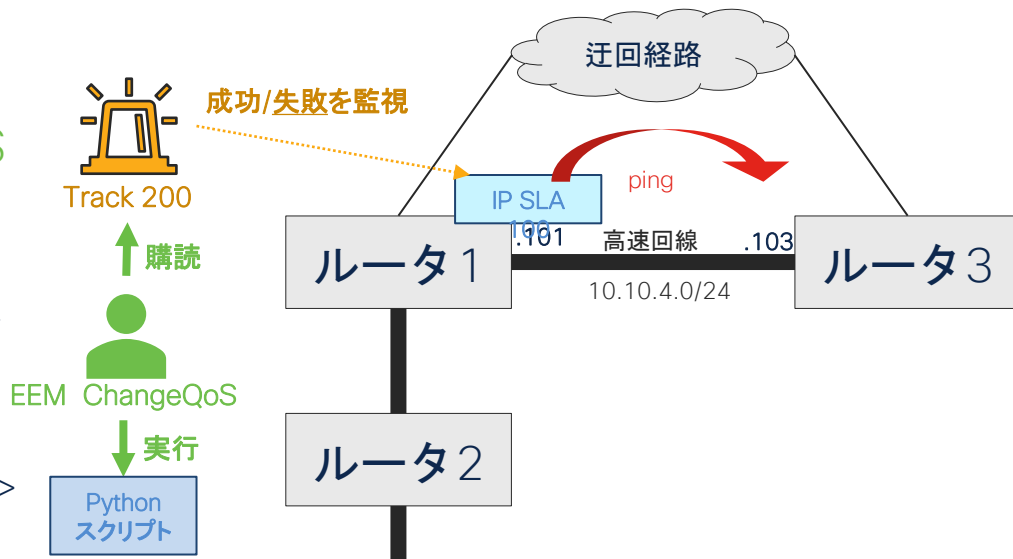 迂回経路
成功/失敗を監視
S
Track 200
ping
IP SLA
100
.101
高速回線
.103
購読
ルータ1
ルータ3
10.10.4.0/24
EEM ChangeQoS
実行
ルータ2
>
Python
スクリプト